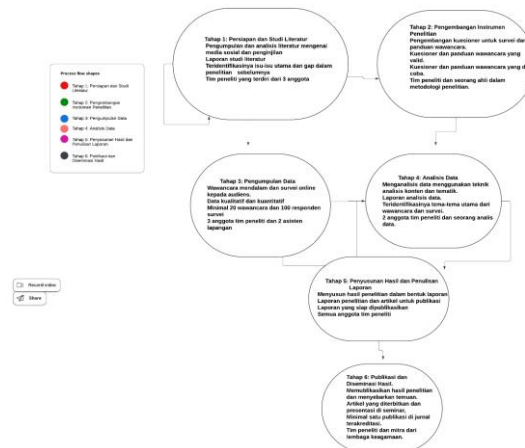 Tahap 1: Persiapan dan Studi
Literatur
Pengumpulan dan analisis literatur mengenai
media sosial dan penginjilan
Laporan studi literatur
Teridentifikasinya isu-isu utama dan gap dalam
penelitian sebelumnya
Tim peneliti yang terdiri dari 3 anggota
Tahap 2: Pengembangan Instrumen
Penelitian
Pengembangan kuesioner untuk survei dan
panduan wawancara.
Kuesioner dan panduan wawancara yang
valid.
Kuesioner dan panduan wawancara yang d
coba.
Tim peneliti dan seorang ahli dalam
metodologi penelitian.
Process flow shapes
Tahap 1: Persiapan dan Studi
Literatur
Tahap 2: Pengembangan
Instrumen Penelitian
Tahap 3: Pengumpulan Data
Tahap 4: Analisis Data
Tahap 5: Penyusunan Hasil dan
Penulisan Laporan
Tahap 6: Publikasi dan
Diseminasi Hasil
Tahap 3: Pengumpulan Data
Wawancara mendalam dan survei online
kepada audiens.
Data kualitatif dan kuantitatif
Minimal 20 wawancara dan 100 responden
survei
3 anggota tim peneliti dan 2 asisten
lapangan
Tahap 4: Analisis Data
Menganalisis data menggunakan teknik
analisis konten dan tematik.
Laporan analisis data.
Teridentifikasinya tema-tema utama dari
wawancara dan survei.
2 anggota tim peneliti dan seorang analis
data.
Tahap 5: Penyusunan Hasil dan Penulisan
Laporan
Menyusun hasil penelitian dalam bentuk laporan
Laporan penelitian dan artikel untuk publikasi
Laporan yang siap dipublikasikan
Semua anggota tim peneliti
Record video
Share
Tahap 6: Publikasi dan
Diseminasi Hasil.
Mempublikasikan hasil penelitian
dan menyebarkan temuan.
Artikel yang diterbitkan dan
presentasi di seminar.
Minimal satu publikasi di jurnal
terakreditasi.
Tim peneliti dan mitra dari
lembaga keagamaan.